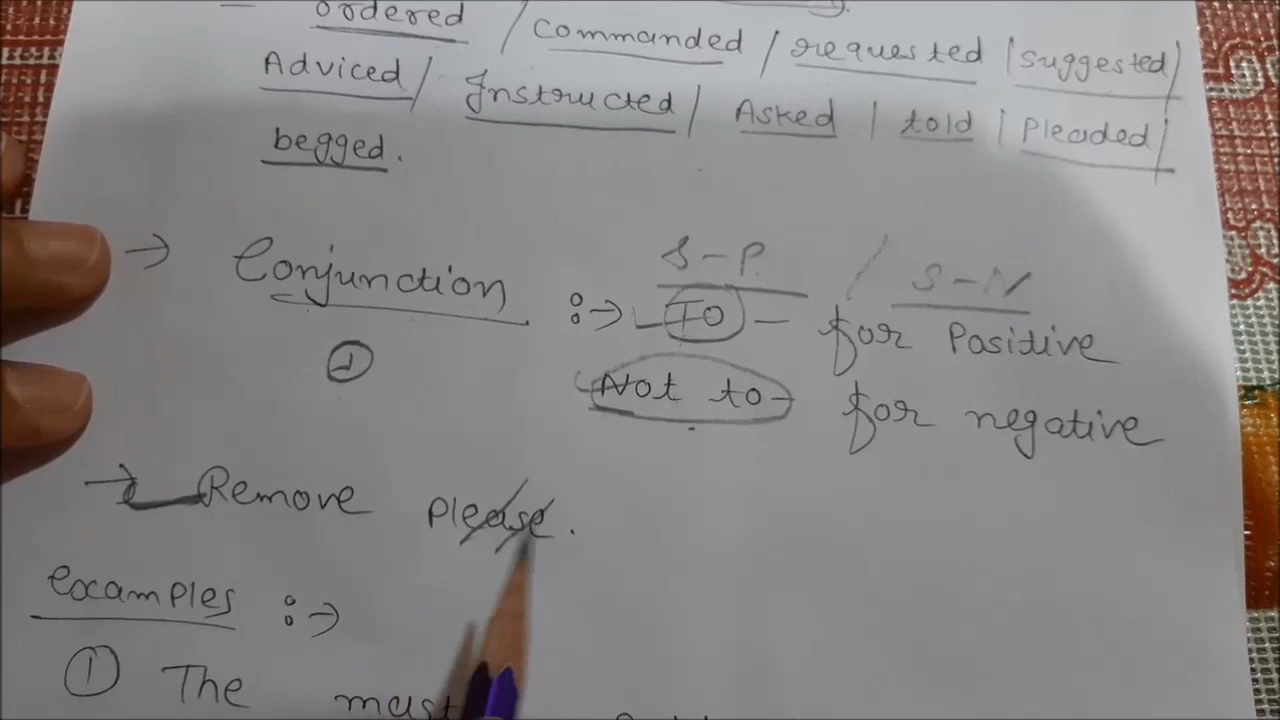 ordered / commanded / requested / suggested /
Adviced / Instructed / Asked / told / Pleaded /
begged.
→ Conjunction :→ S-P. / S-N
TO - for Positive
①
Not to - for negative
→ Remove please.
examples :→
① The